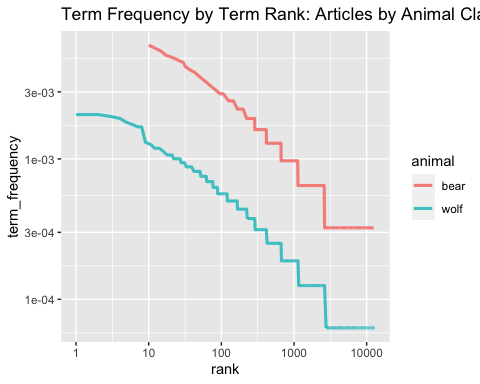 Term Frequency by Term Rank: Articles by Animal Cla
3e-03
1e-03
3e-04
1e-04
term_frequency
1 10 100 1000 10000
rank
animal
bear
wolf